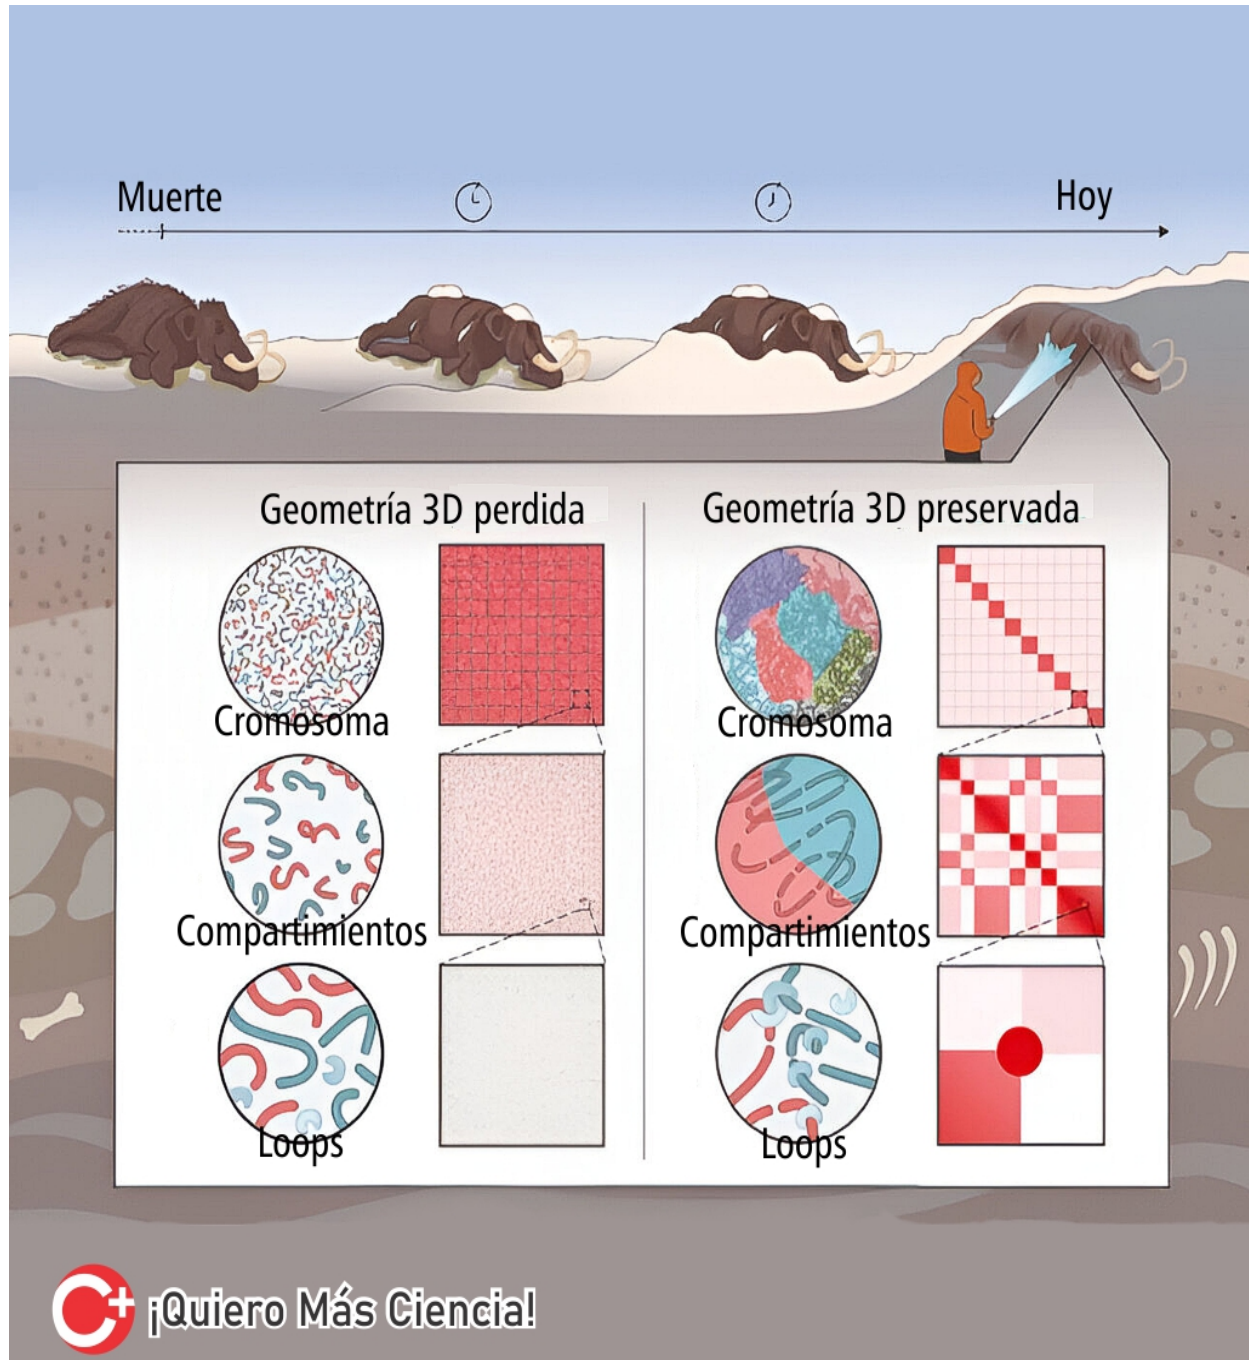 Muerte
Hoy
Geometría 3D perdida
Geometría 3D preservada
Cromosoma
Cromosoma
Compartimientos
Compartimientos
Loops
Loops
C+ ¡Quiero Más Ciencia!